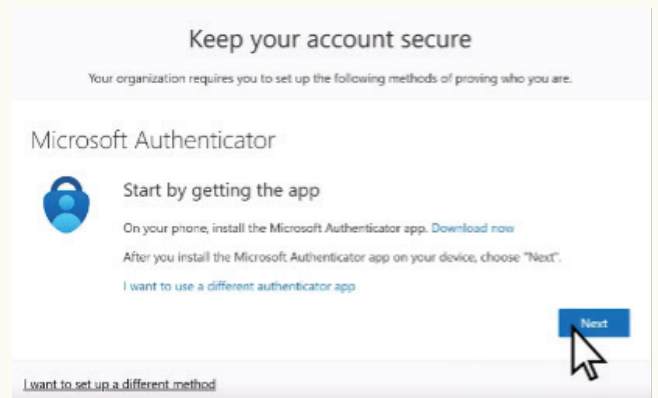 Keep your account secure
Your organization requires you to set up the following methods of proving who you are.
Microsoft Authenticator
Start by getting the app
On your phone, install the Microsoft Authenticator app. Download now
After you install the Microsoft Authenticator app on your device, choose "Next".
I want to use a different authenticator app
Next
I want to set up a different method